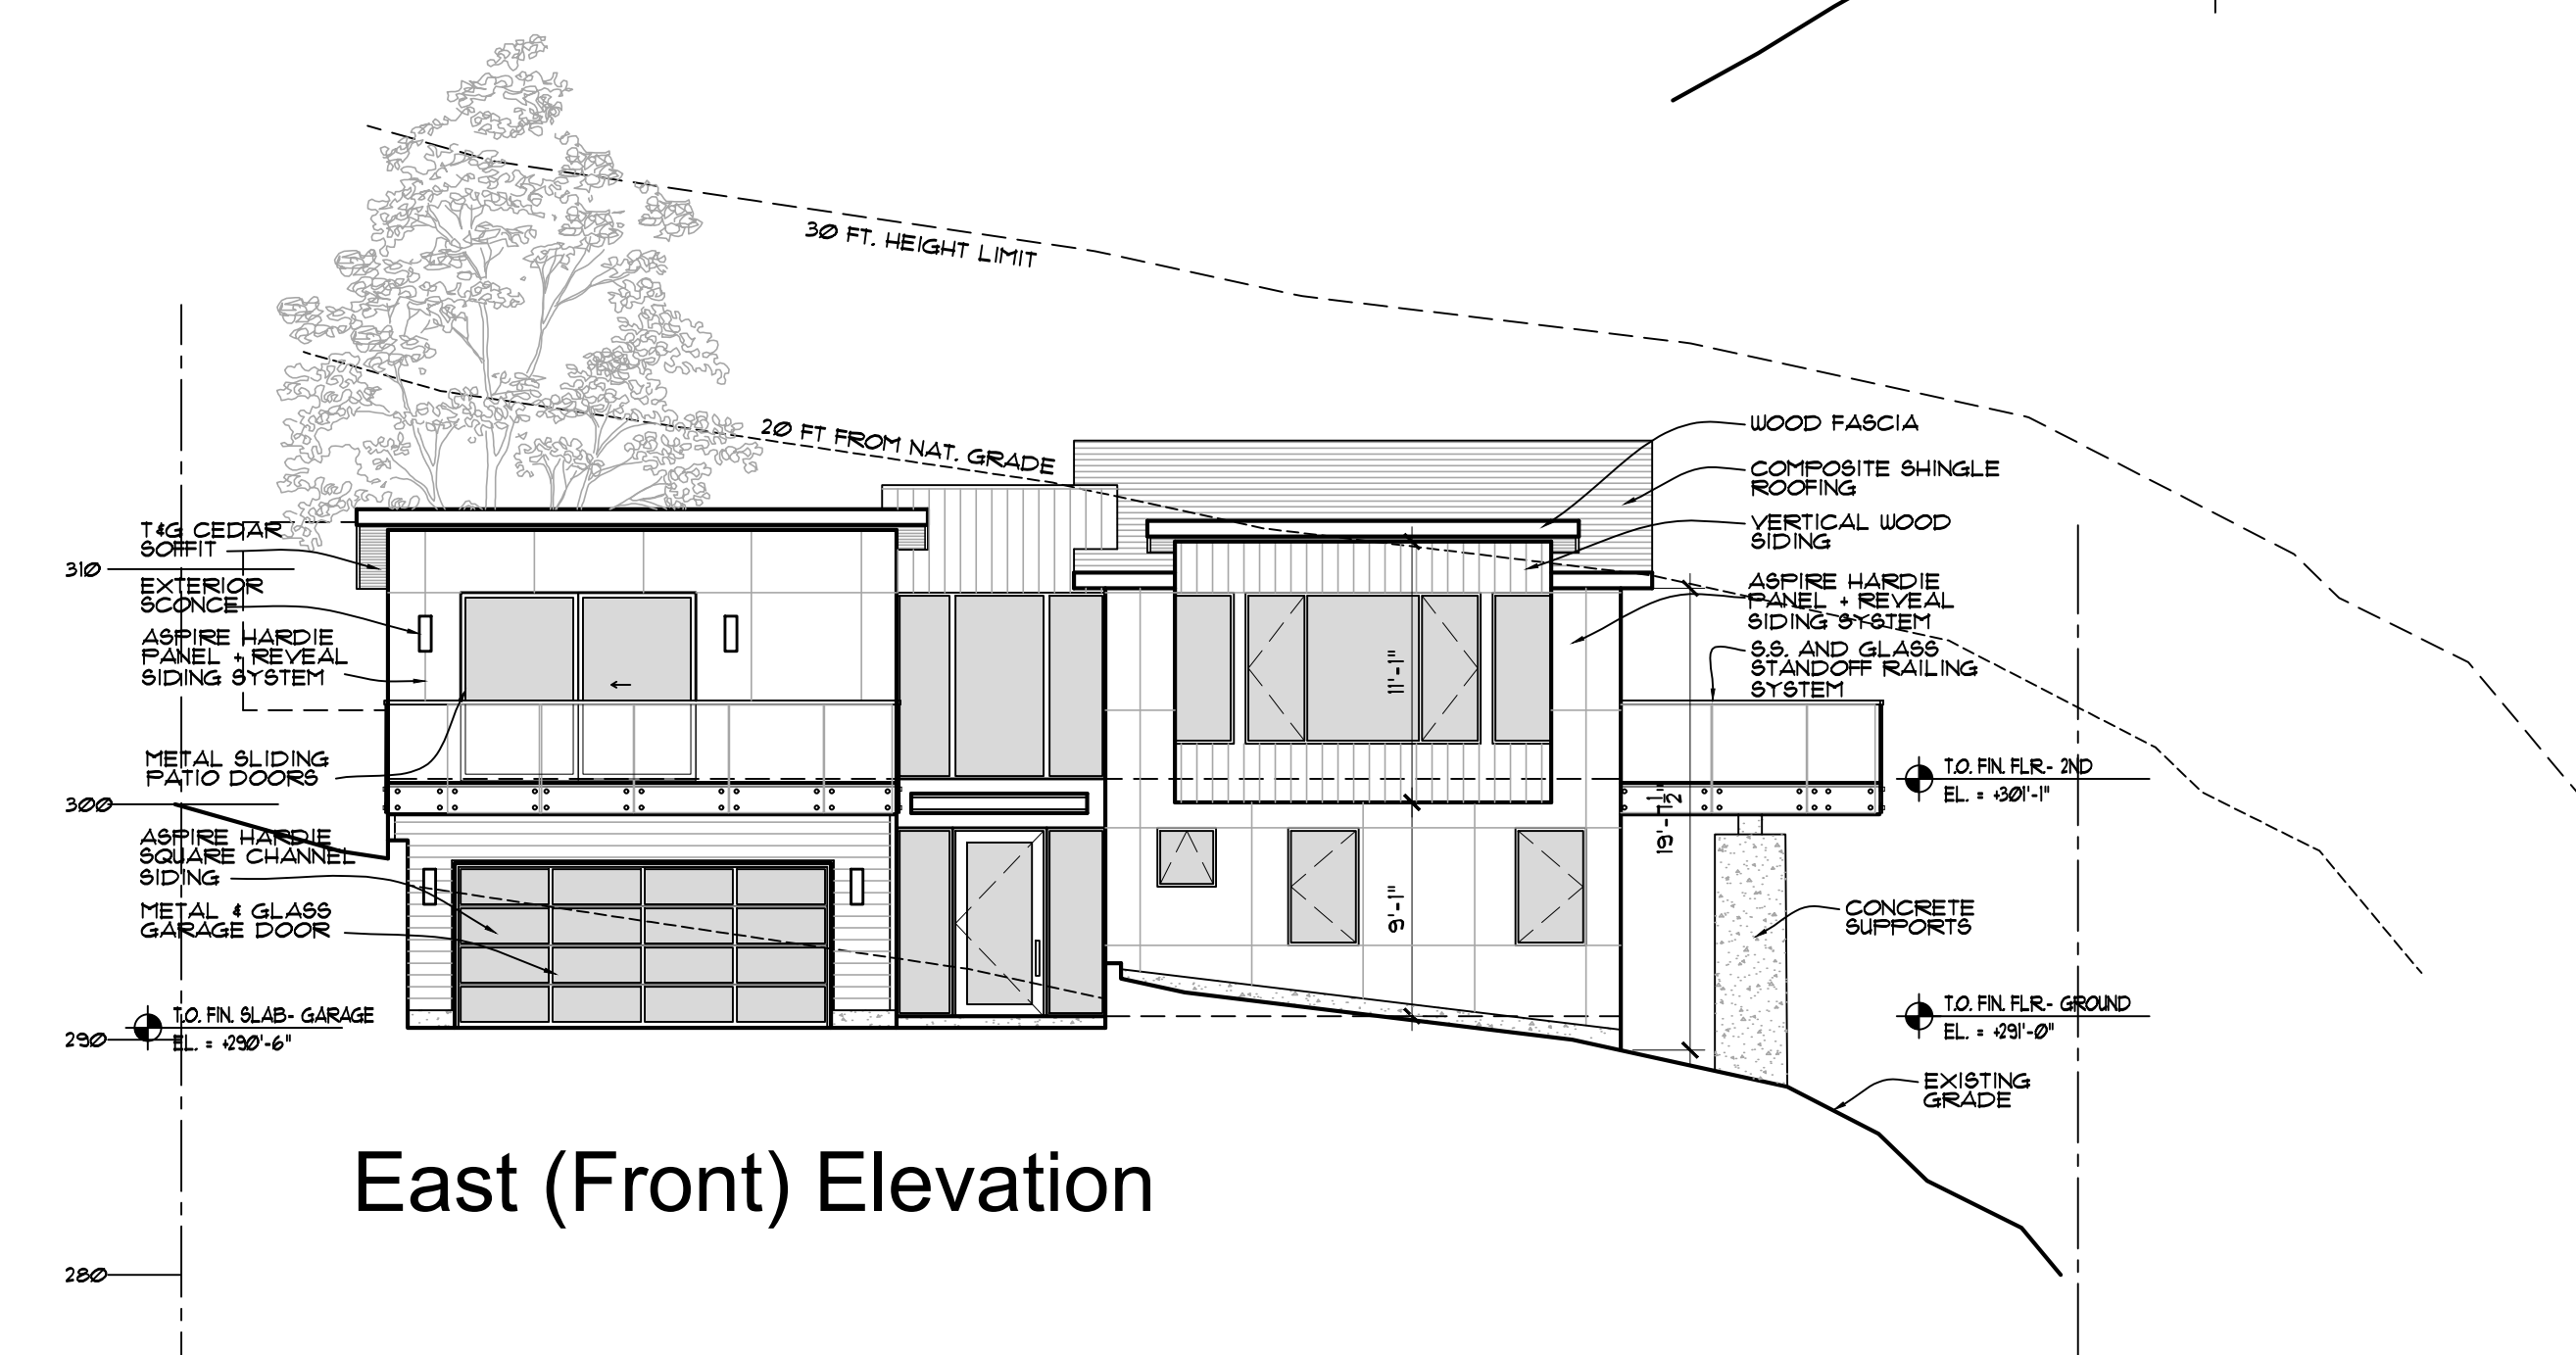 30 FT. HEIGHT LIMIT
20 FT FROM NAT. GRADE
WOOD FASCIA
COMPOSITE SHINGLE
ROOFING
VERTICAL WOOD
SIDING
ASPIRE HARDIE
PANEL + REVEAL
SIDING SYSTEM
S.S. AND GLASS
STANDOFF RAILING
SYSTEM
T&G CEDAR
SOFFIT
310
EXTERIOR
SCONCE
ASPIRE HARDIE
PANEL + REVEAL
SIDING SYSTEM
METAL SLIDING
PATIO DOORS
300
ASPIRE HARDIE
SQUARE CHANNEL
SIDING
METAL & GLASS
GARAGE DOOR
T.O. FIN. SLAB- GARAGE
EL. = +290'-6"
290
280
11'-1"
9'-1"
19'-7 1/2"
T.O. FIN. FLR.- 2ND
EL. = +301'-1"
CONCRETE
SUPPORTS
T.O. FIN. FLR.- GROUND
EL. = +291'-0"
EXISTING
GRADE
East (Front) Elevation